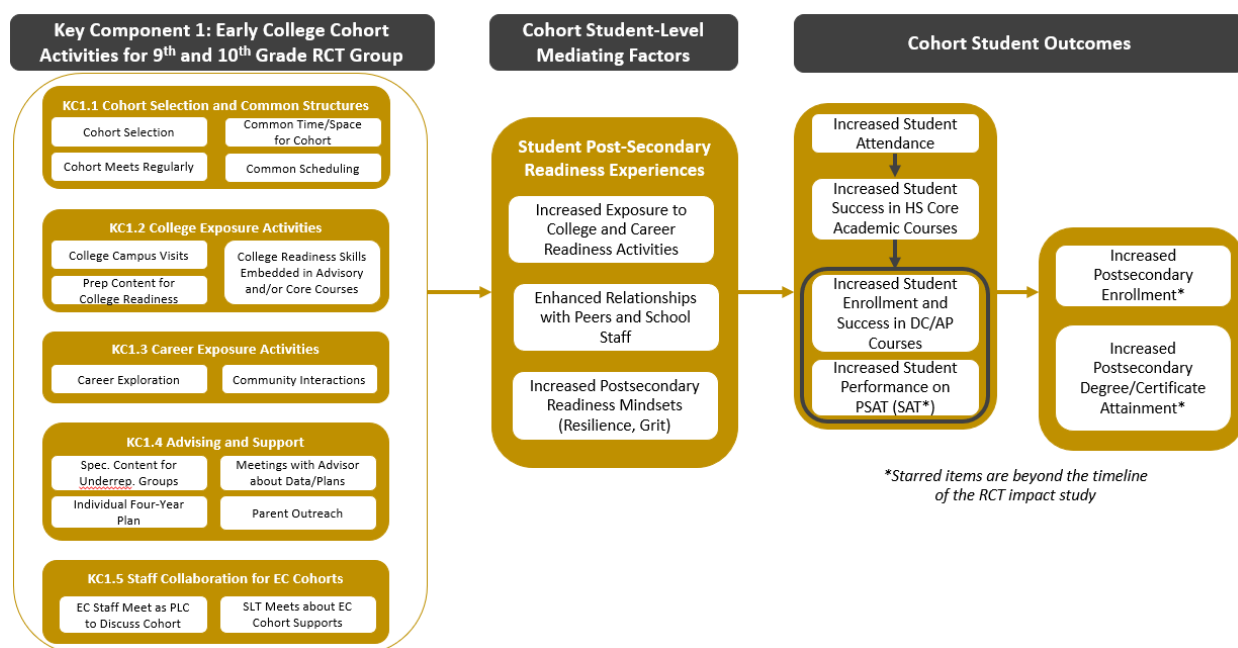 Key Component 1: Early College Cohort
Activities for 9th and 10th Grade RCT Group
KC1.1 Cohort Selection and Common Structures
Cohort Selection
Common Time/Space
for Cohort
Cohort Meets Regularly
Common Scheduling
KC1.2 College Exposure Activities
College Campus Visits
Prep Content for
College Readiness
College Readiness Skills
Embedded in Advisory
and/or Core Courses
KC1.3 Career Exposure Activities
Career Exploration
Community Interactions
KC1.4 Advising and Support
Spec. Content for
Underrep. Groups
Meetings with Advisor
about Data/Plans
Individual Four-Year
Plan
Parent Outreach
KC1.5 Staff Collaboration for EC Cohorts
EC Staff Meet as PLC
to Discuss Cohort
SLT Meets about EC
Cohort Supports
Cohort Student-Level
Mediating Factors
Student Post-Secondary
Readiness Experiences
Increased Exposure to
College and Career
Readiness Activities
Enhanced Relationships
with Peers and School
Staff
Increased Postsecondary
Readiness Mindsets
(Resilience, Grit)
Cohort Student Outcomes
Increased Student
Attendance
Increased Student
Success in HS Core
Academic Courses
Increased Student
Enrollment and
Success in DC/AP
Courses
Increased Student
Performance on
PSAT (SAT*)
Increased
Postsecondary
Enrollment*
Increased
Postsecondary
Degree/Certificate
Attainment*
*Starred items are beyond the timeline
of the RCT impact study